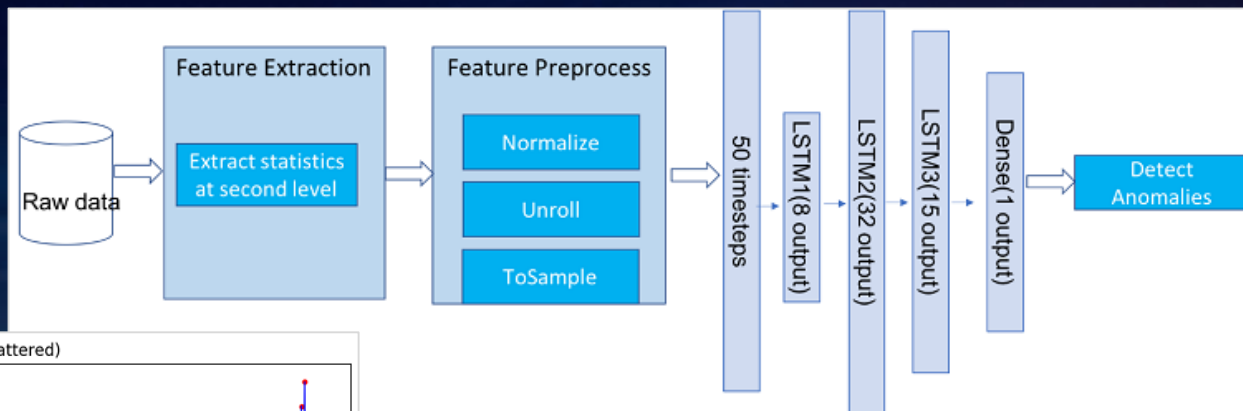 Raw data
Feature Extraction
Extract statistics
at second level
Feature Preprocess
Normalize
Unroll
ToSample
50 timesteps
LSTM1(8 output)
LSTM2(32 output)
LSTM3(15 output)
Dense(1 output)
Detect
Anomalies